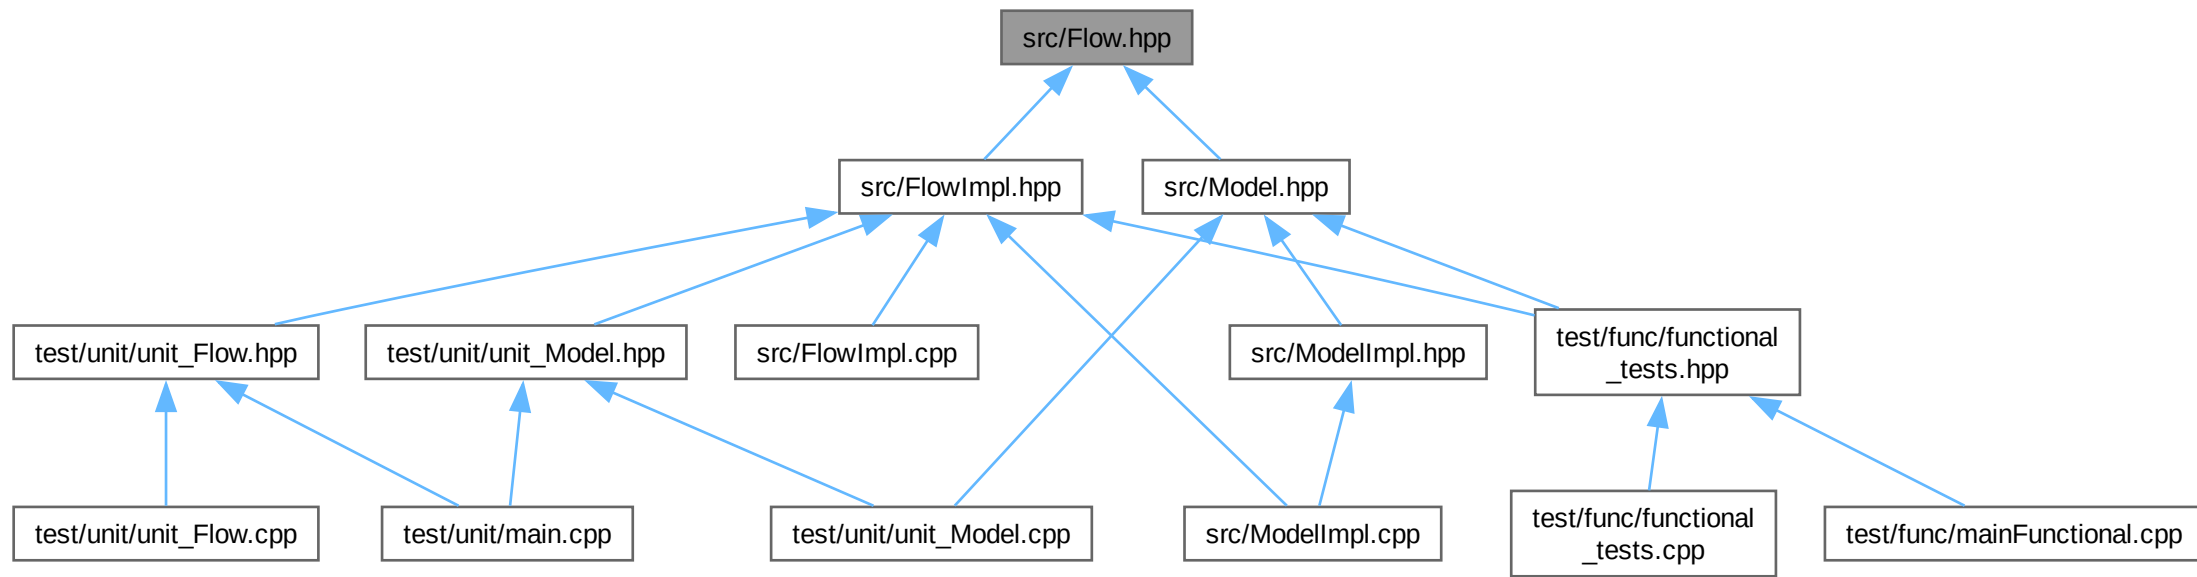 src/Flow.hpp
src/FlowImpl.hpp
src/Model.hpp
test/unit/unit_Flow.hpp
test/unit/unit_Model.hpp
src/FlowImpl.cpp
src/ModelImpl.hpp
test/func/functional
_tests.hpp
test/unit/unit_Flow.cpp
test/unit/main.cpp
test/unit/unit_Model.cpp
src/ModelImpl.cpp
test/func/functional
_tests.cpp
test/func/mainFunctional.cpp